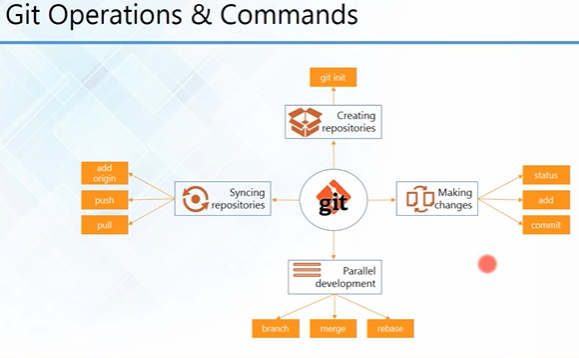 Git Operations & Commands
git init
Creating
repositories
add
origin
push
pull
Syncing
repositories
git
Making
changes
status
add
commit
Parallel
development
branch
merge
rebase